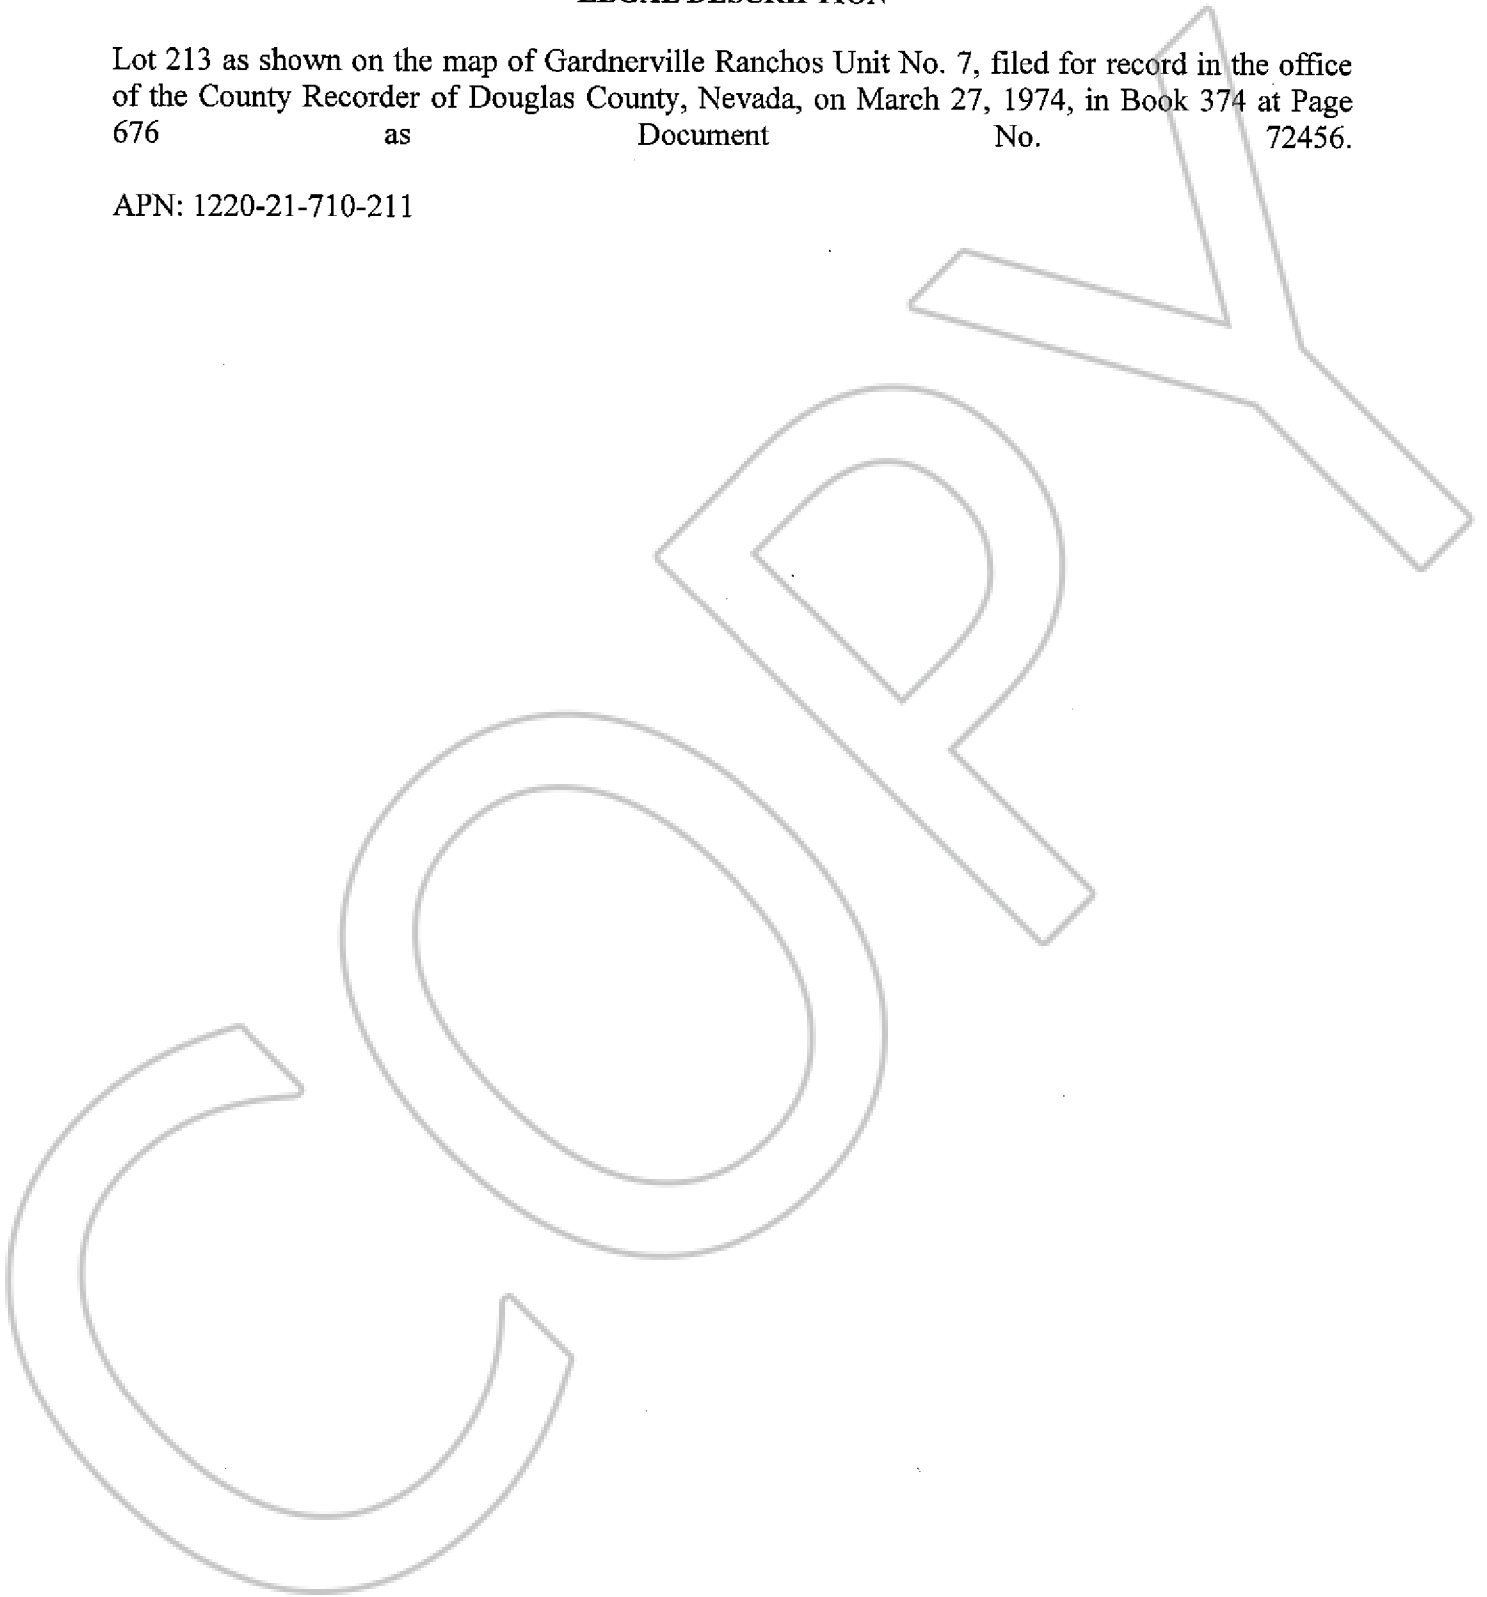 LEGAL DESCRIPTION
Lot 213 as shown on the map of Gardnerville Ranchos Unit No. 7, filed for record in the office
of the County Recorder of Douglas County, Nevada, on March 27, 1974, in Book 374 at Page
676 as Document No. 72456.
APN: 1220-21-710-211
COPY